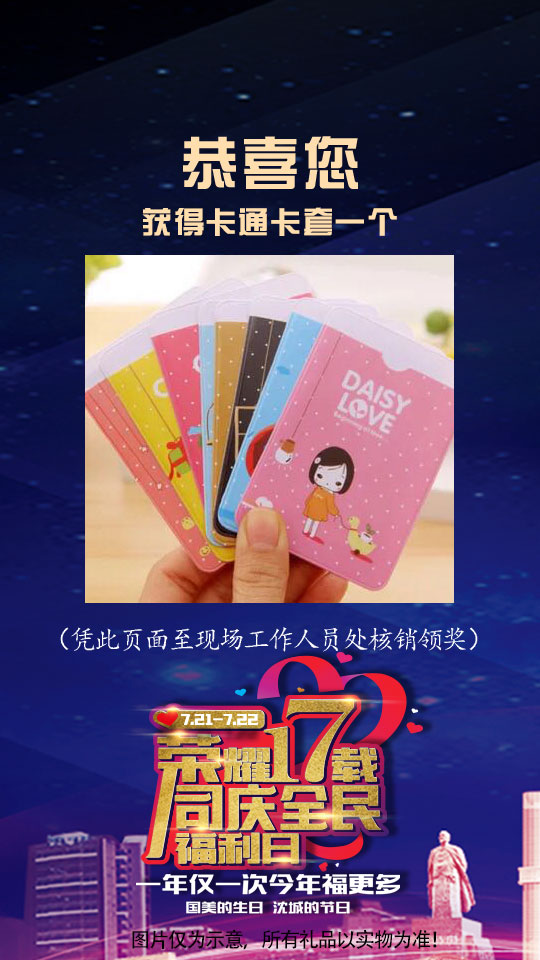 恭喜您
获得卡通卡套一个
DAISY
LOVE
(凭此页面至现场工作人员处核销领奖)
7.21-7.22
荣耀17载
同庆全民
福利日
一年仅一次今年福更多
国美的生日 沈城的节日
图片仅为示意，所有礼品以实物为准!